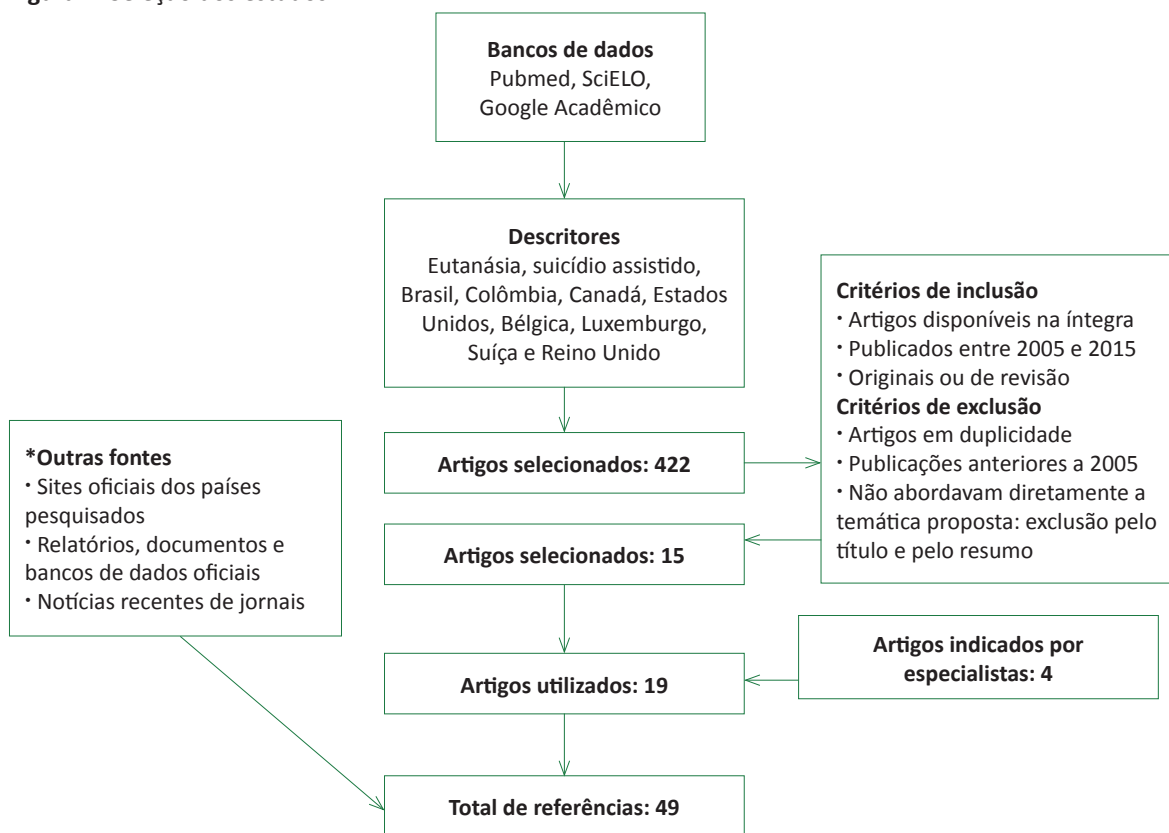 Bancos de dados
Pubmed, SciELO,
Google Acadêmico
Descritores
Eutanásia, suicídio assistido,
Brasil, Colômbia, Canadá, Estados
Unidos, Bélgica, Luxemburgo,
Suíça e Reino Unido
Critérios de inclusão
· Artigos disponíveis na íntegra
· Publicados entre 2005 e 2015
· Originais ou de revisão
Critérios de exclusão
· Artigos em duplicidade
· Publicações anteriores a 2005
· Não abordavam diretamente a
temática proposta: exclusão pelo
título e pelo resumo
Artigos selecionados: 422
*Outras fontes
· Sites oficiais dos países
pesquisados
· Relatórios, documentos e
bancos de dados oficiais
· Notícias recentes de jornais
Artigos selecionados: 15
Artigos indicados por
especialistas: 4
Artigos utilizados: 19
Total de referências: 49